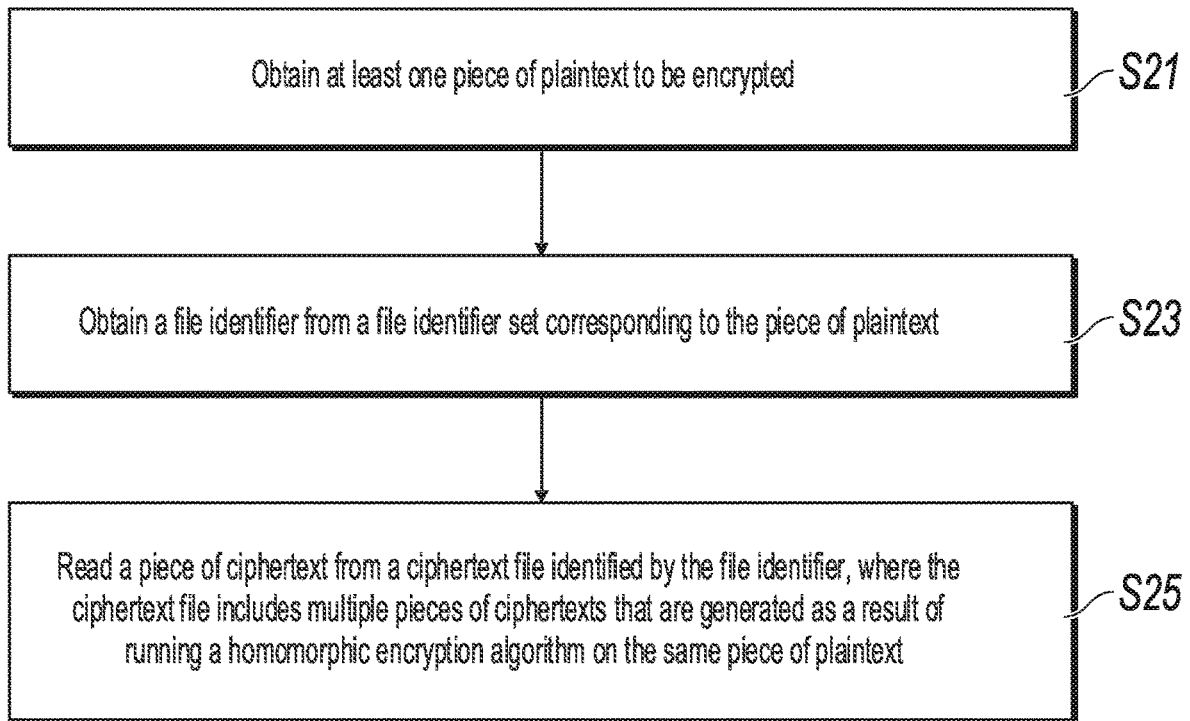 Obtain at least one piece of plaintext to be encrypted
S21
Obtain a file identifier from a file identifier set corresponding to the piece of plaintext
S23
Read a piece of ciphertext from a ciphertext file identified by the file identifier, where the
ciphertext file includes multiple pieces of ciphertexts that are generated as a result of
running a homomorphic encryption algorithm on the same piece of plaintext
S25